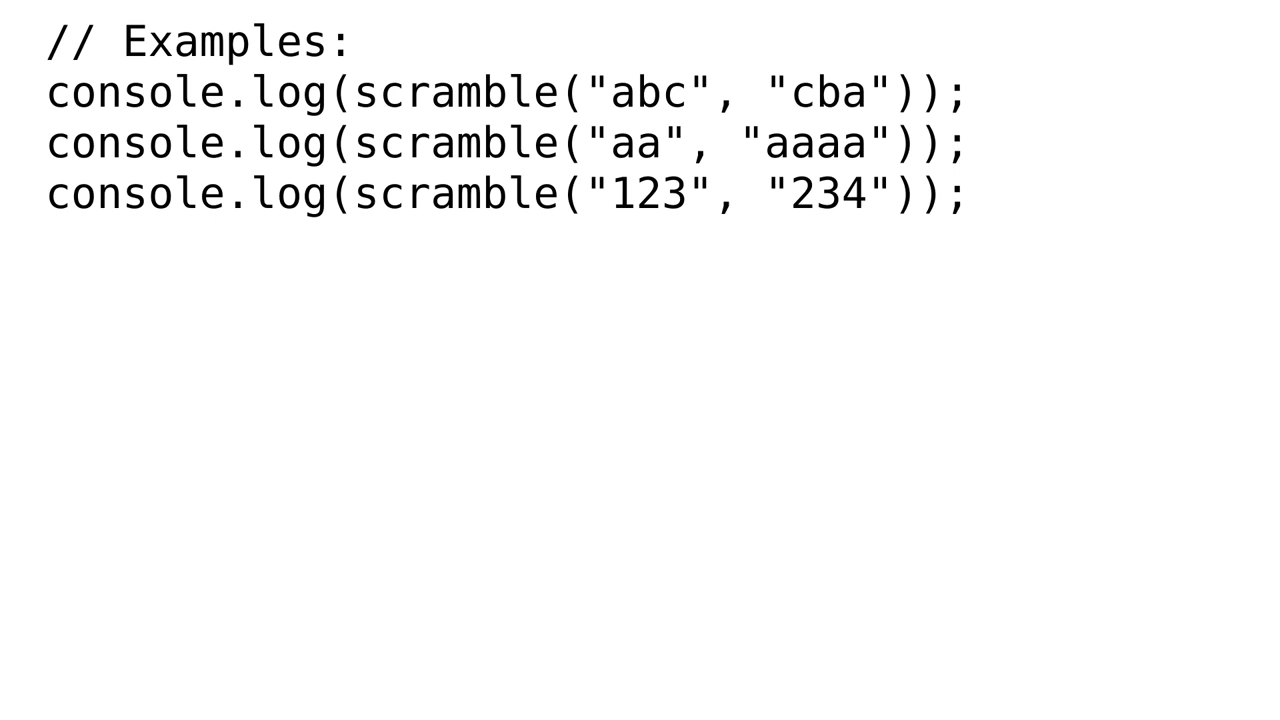 // Examples:
console.log(scramble("abc", "cba"));
console.log(scramble("aa", "aaaa"));
console.log(scramble("123", "234"));